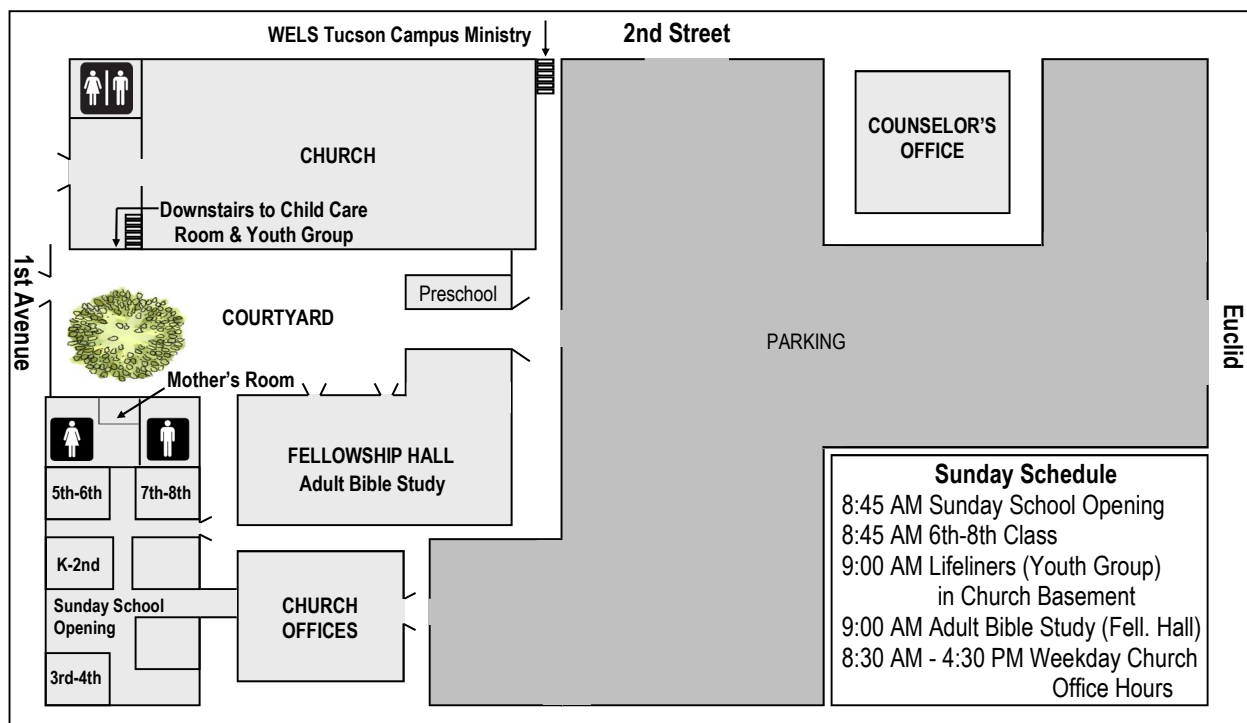 WELS Tucson Campus Ministry
2nd Street
CHURCH
COUNSELOR'S
OFFICE
Downstairs to Child Care
Room & Youth Group
1st Avenue
Preschool
COURTYARD
PARKING
Euclid
Mother's Room
FELLOWSHIP HALL
Adult Bible Study
5th-6th
7th-8th
K-2nd
Sunday School
Opening
3rd-4th
CHURCH
OFFICES
Sunday Schedule
8:45 AM Sunday School Opening
8:45 AM 6th-8th Class
9:00 AM Lifeliners (Youth Group)
in Church Basement
9:00 AM Adult Bible Study (Fell. Hall)
8:30 AM - 4:30 PM Weekday Church
Office Hours